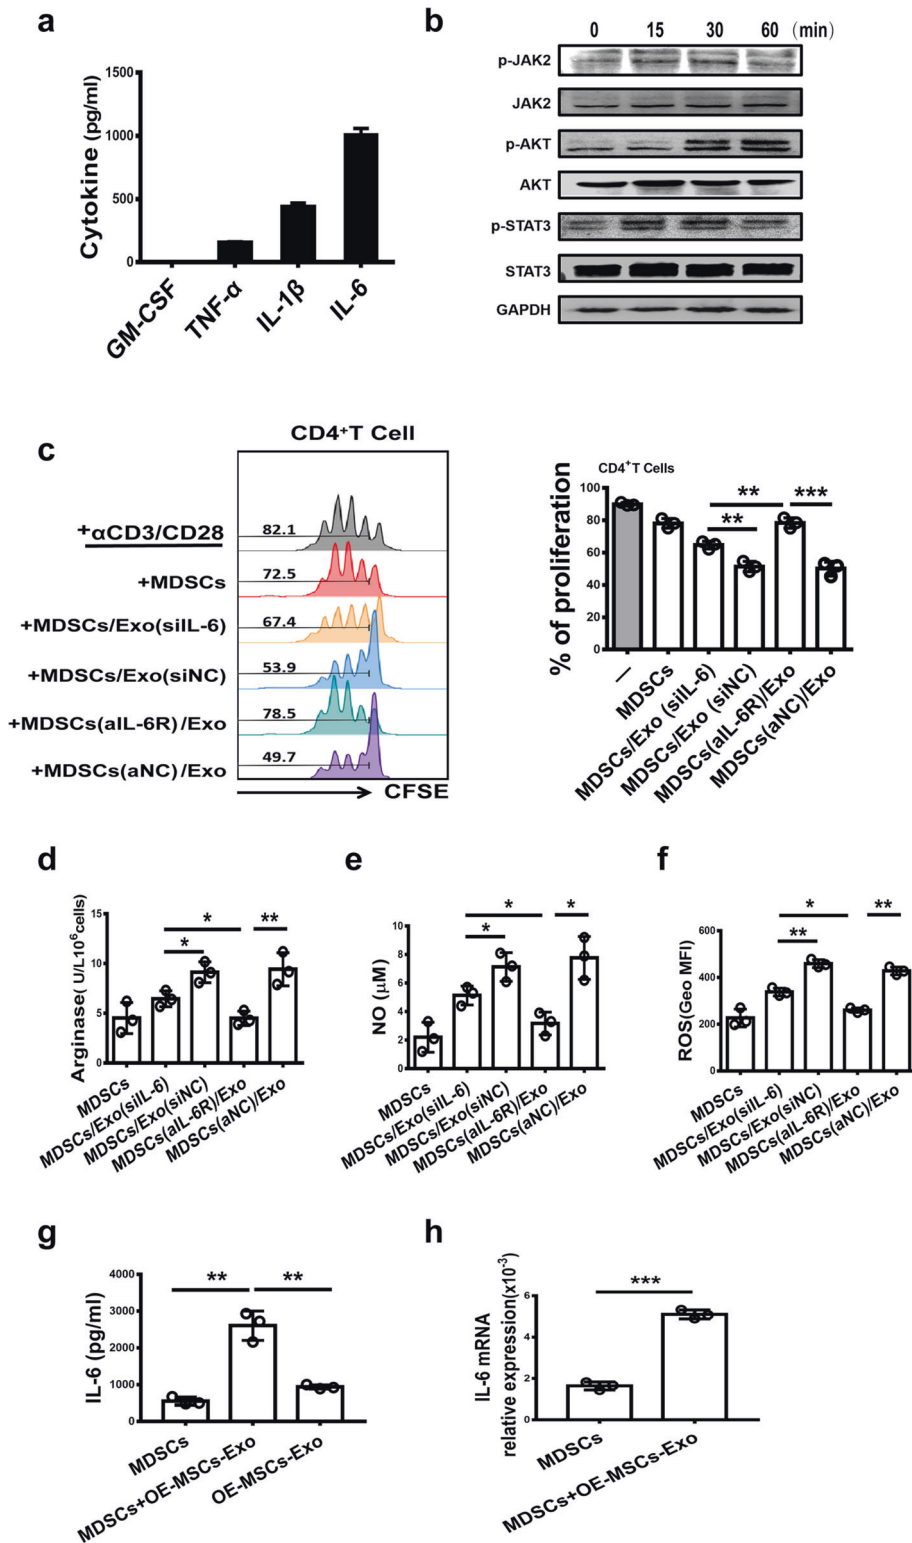 a
Cytokine (pg/ml)
1500
1000
500
0
GM-CSF
TNF-α
IL-1β
IL-6
b
0 15 30 60 (min)
p-JAK2
JAK2
p-AKT
AKT
p-STAT3
STAT3
GAPDH
c
CD4+T Cell
+αCD3/CD28
82.1
+MDSCs
72.5
+MDSCs/Exo(siIL-6)
67.4
+MDSCs/Exo(siNC)
53.9
+MDSCs(aIL-6R)/Exo
78.5
+MDSCs(aNC)/Exo
49.7
CFSE
CD4+T Cells
% of proliferation
100
80
60
40
20
0
** ***
**
—
MDSCs
MDSCs/Exo (siIL-6)
MDSCs/Exo (siNC)
MDSCs(aIL-6R)/Exo
MDSCs(aNC)/Exo
d
Arginase( U/L10⁶cells)
15
10
5
0
* **
*
MDSCs
MDSCs/Exo(siIL-6)
MDSCs/Exo(siNC)
MDSCs(aIL-6R)/Exo
MDSCs(aNC)/Exo
e
NO (μM)
10
8
6
4
2
0
* *
*
MDSCs
MDSCs/Exo(siIL-6)
MDSCs/Exo(siNC)
MDSCs(aIL-6R)/Exo
MDSCs(aNC)/Exo
f
ROS(Geo MFI)
600
400
200
0
* **
**
MDSCs
MDSCs/Exo(siIL-6)
MDSCs/Exo(siNC)
MDSCs(aIL-6R)/Exo
MDSCs(aNC)/Exo
g
IL-6 (pg/ml)
4000
3000
2000
1000
0
** **
MDSCs
MDSCs+OE-MSCs-Exo
OE-MSCs-Exo
h
IL-6 mRNA
relative expression(x10⁻³)
6
4
2
0
***
MDSCs
MDSCs+OE-MSCs-Exo